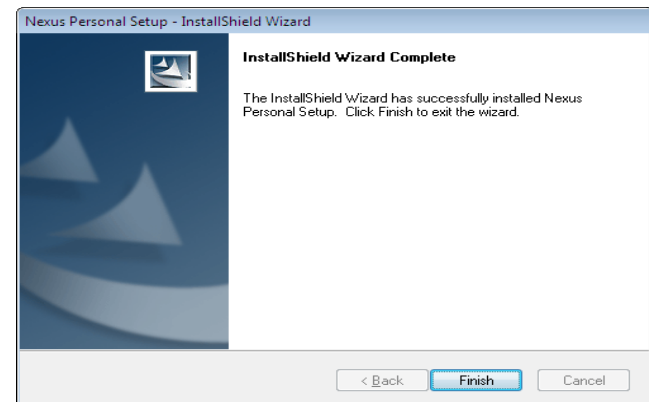 Nexus Personal Setup - InstallShield Wizard
InstallShield Wizard Complete
The InstallShield Wizard has successfully installed Nexus
Personal Setup. Click Finish to exit the wizard.
< Back
Finish
Cancel